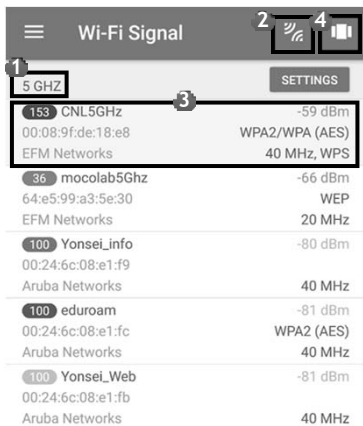 Wi-Fi Signal
2
4
1
5 GHZ
SETTINGS
3
153 CNL5GHz -59 dBm
00:08:9f:de:18:e8 WPA2/WPA (AES)
EFM Networks 40 MHz, WPS
36 mocolab5Ghz -66 dBm
64:e5:99:a3:5e:30 WEP
EFM Networks 20 MHz
100 Yonsei_info -80 dBm
00:24:6c:08:e1:f9
Aruba Networks 40 MHz
100 eduroam -81 dBm
00:24:6c:08:e1:fc WPA2 (AES)
Aruba Networks 40 MHz
100 Yonsei_Web -81 dBm
00:24:6c:08:e1:fb
Aruba Networks 40 MHz